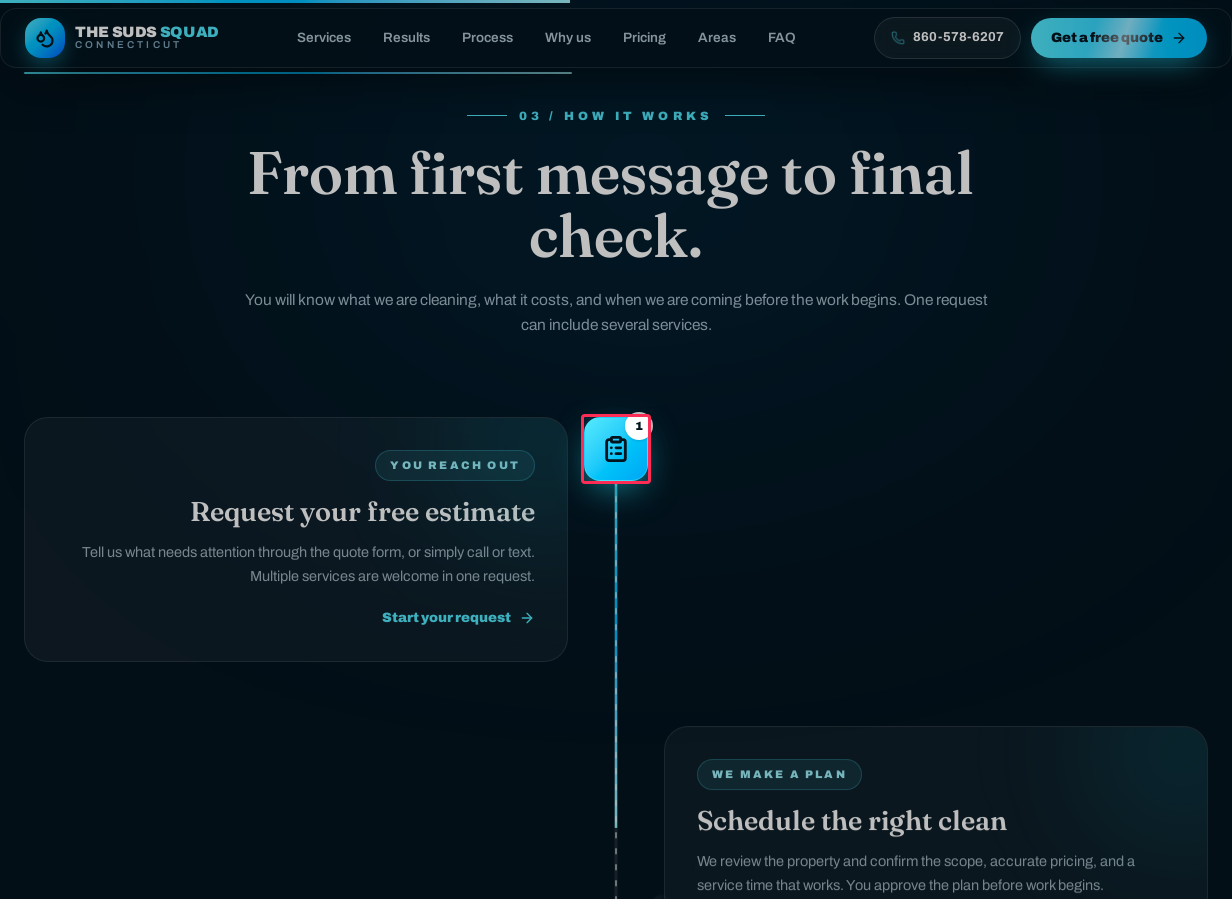 THE SUDS SQUAD
CONNECTICUT
Services
Results
Process
Why us
Pricing
Areas
FAQ
860-578-6207
Get a free quote
03 / HOW IT WORKS
From first message to final
check.
You will know what we are cleaning, what it costs, and when we are coming before the work begins. One request
can include several services.
1
YOU REACH OUT
Request your free estimate
Tell us what needs attention through the quote form, or simply call or text.
Multiple services are welcome in one request.
Start your request
WE MAKE A PLAN
Schedule the right clean
We review the property and confirm the scope, accurate pricing, and a
service time that works. You approve the plan before work begins.